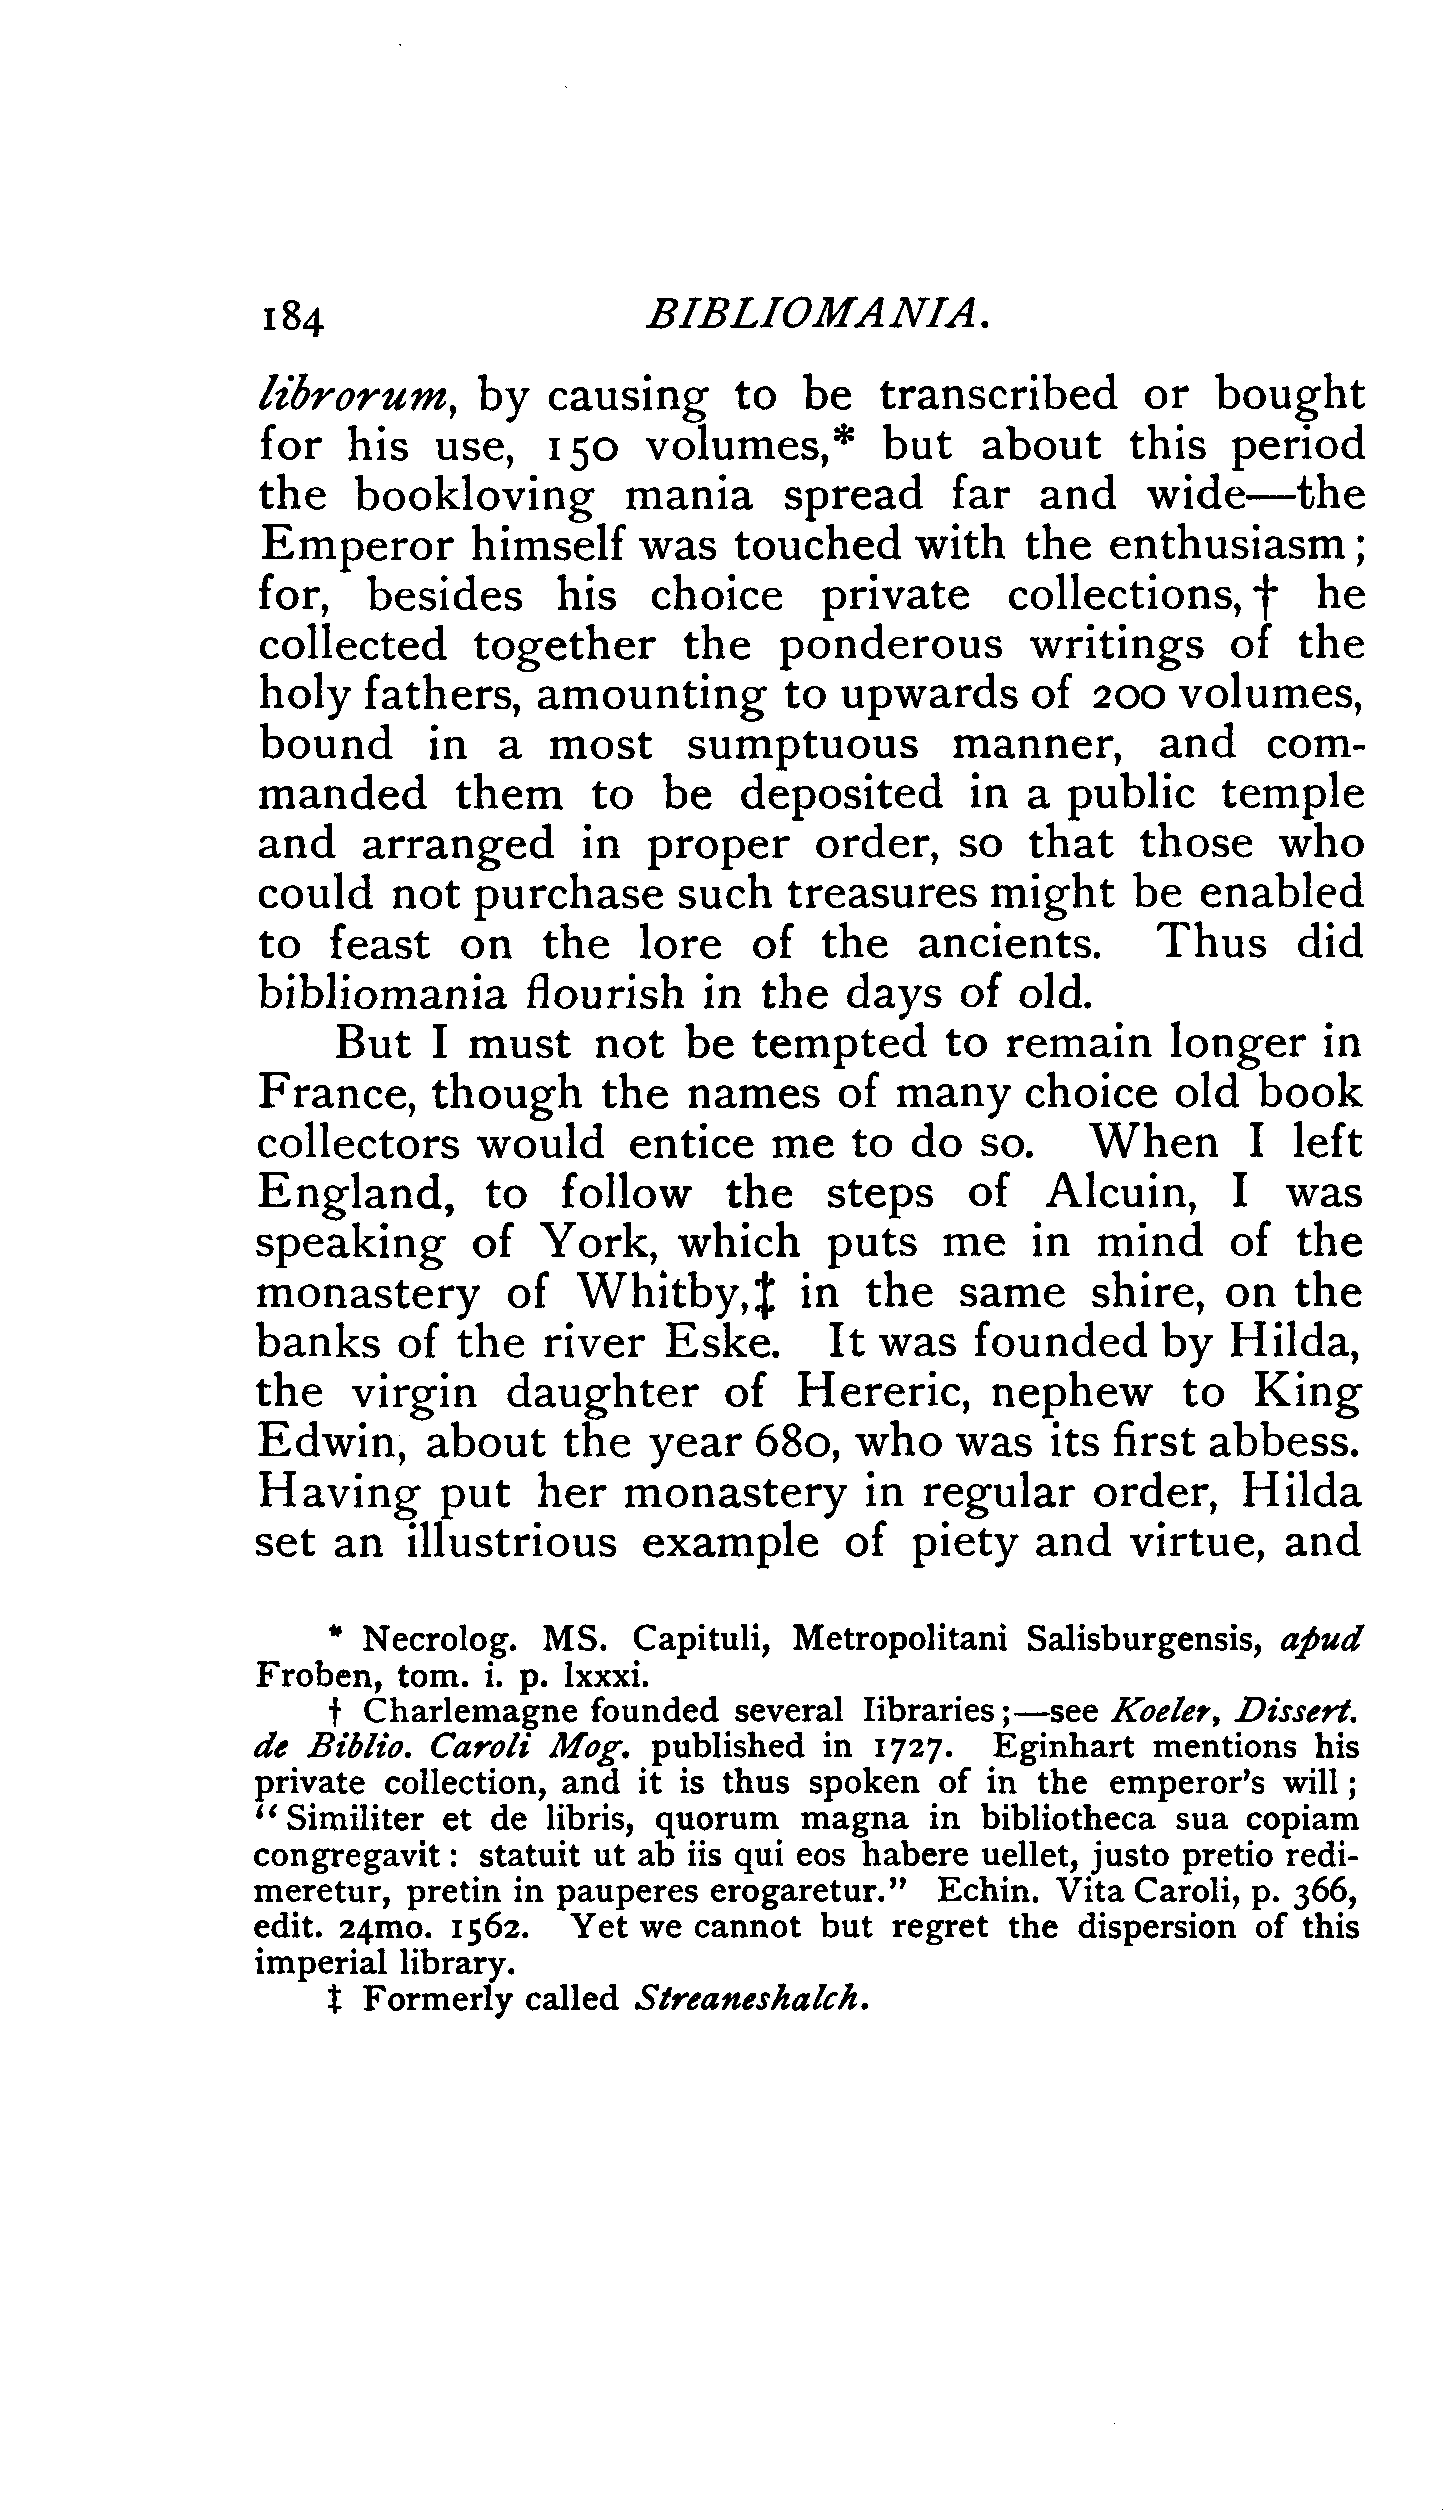 184 BIBLIOMANIA.
librorum, by causing to be transcribed or bought
for his use, 150 volumes,* but about this period
the bookloving mania spread far and wide—the
Emperor himself was touched with the enthusiasm;
for, besides his choice private collections,† he
collected together the ponderous writings of the
holy fathers, amounting to upwards of 200 volumes,
bound in a most sumptuous manner, and com-
manded them to be deposited in a public temple
and arranged in proper order, so that those who
could not purchase such treasures might be enabled
to feast on the lore of the ancients. Thus did
bibliomania flourish in the days of old.
But I must not be tempted to remain longer in
France, though the names of many choice old book
collectors would entice me to do so. When I left
England, to follow the steps of Alcuin, I was
speaking of York, which puts me in mind of the
monastery of Whitby,‡ in the same shire, on the
banks of the river Eske. It was founded by Hilda,
the virgin daughter of Hereric, nephew to King
Edwin, about the year 680, who was its first abbess.
Having put her monastery in regular order, Hilda
set an illustrious example of piety and virtue, and
* Necrolog. MS. Capituli, Metropolitani Salisburgensis, apud
Froben, tom. i. p. lxxxi.
† Charlemagne founded several libraries;—see Koeler, Dissert.
de Biblio. Caroli Mog. published in 1727. Eginhart mentions his
private collection, and it is thus spoken of in the emperor's will;
"Similiter et de libris, quorum magna in bibliotheca sua copiam
congregavit: statuit ut ab iis qui eos habere uellet, justo pretio redi-
meretur, pretin in pauperes erogaretur." Echin. Vita Caroli, p. 366,
edit. 24mo. 1562. Yet we cannot but regret the dispersion of this
imperial library.
‡ Formerly called Streaneshalch.